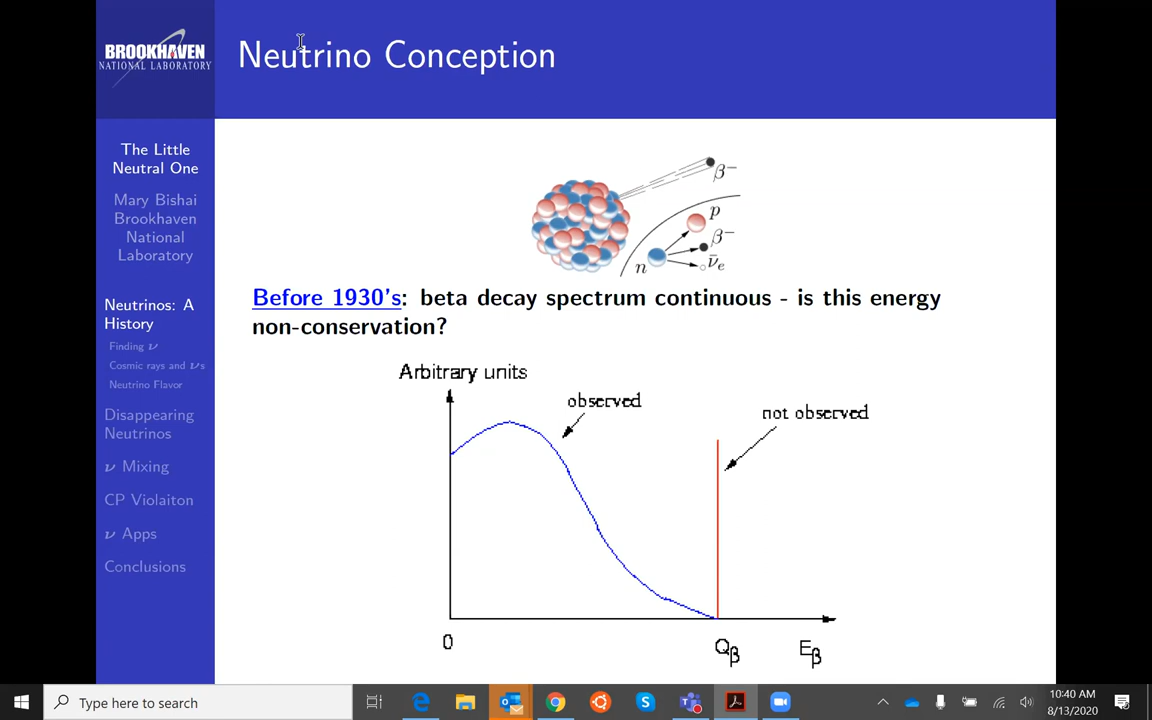 BROOKHAVEN
NATIONAL LABORATORY
Neutrino Conception
The Little
Neutral One
Mary Bishai
Brookhaven
National
Laboratory
Neutrinos: A
History
Finding ν
Cosmic rays and νs
Neutrino Flavor
Disappearing
Neutrinos
ν Mixing
CP Violaiton
ν Apps
Conclusions
β−
p
β−
n
ν̄e
Before 1930's: beta decay spectrum continuous - is this energy
non-conservation?
Arbitrary units
observed
not observed
0
Qβ
Eβ
Type here to search
10:40 AM
8/13/2020